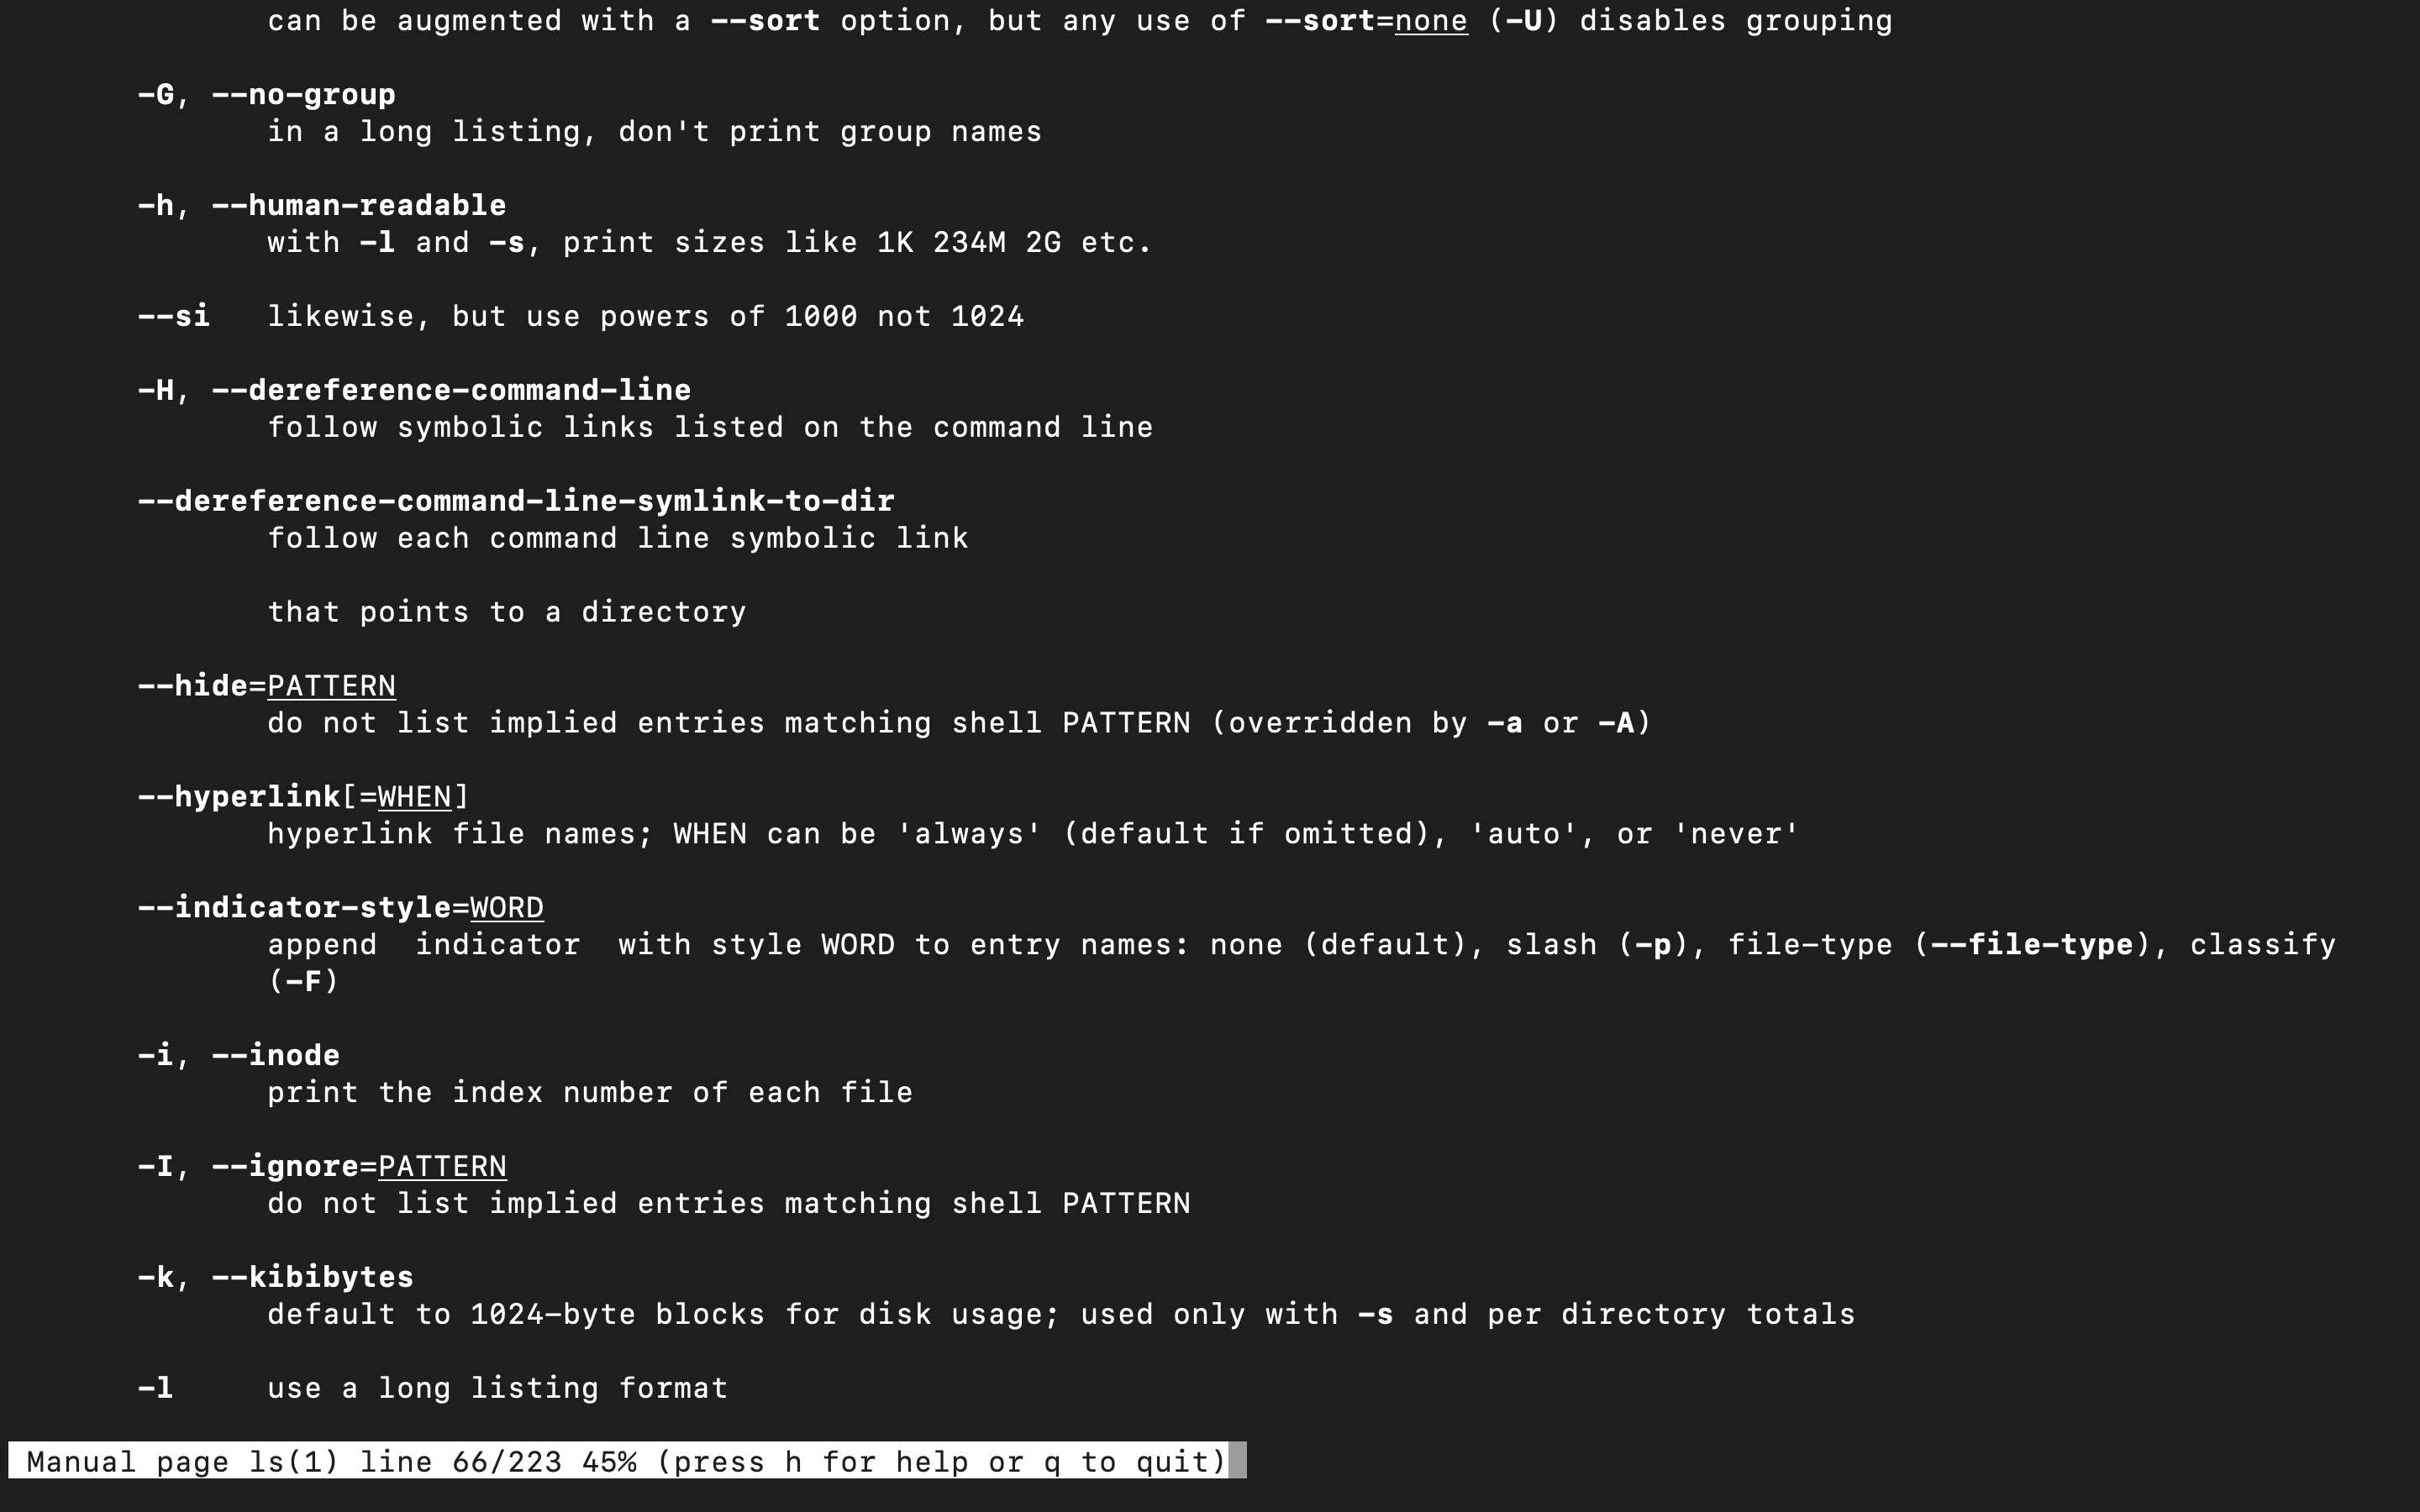 can be augmented with a --sort option, but any use of --sort=none (-U) disables grouping
-G, --no-group
in a long listing, don't print group names
-h, --human-readable
with -l and -s, print sizes like 1K 234M 2G etc.
--si   likewise, but use powers of 1000 not 1024
-H, --dereference-command-line
follow symbolic links listed on the command line
--dereference-command-line-symlink-to-dir
follow each command line symbolic link
that points to a directory
--hide=PATTERN
do not list implied entries matching shell PATTERN (overridden by -a or -A)
--hyperlink[=WHEN]
hyperlink file names; WHEN can be 'always' (default if omitted), 'auto', or 'never'
--indicator-style=WORD
append  indicator  with style WORD to entry names: none (default), slash (-p), file-type (--file-type), classify
(-F)
-i, --inode
print the index number of each file
-I, --ignore=PATTERN
do not list implied entries matching shell PATTERN
-k, --kibibytes
default to 1024-byte blocks for disk usage; used only with -s and per directory totals
-l     use a long listing format
Manual page ls(1) line 66/223 45% (press h for help or q to quit)